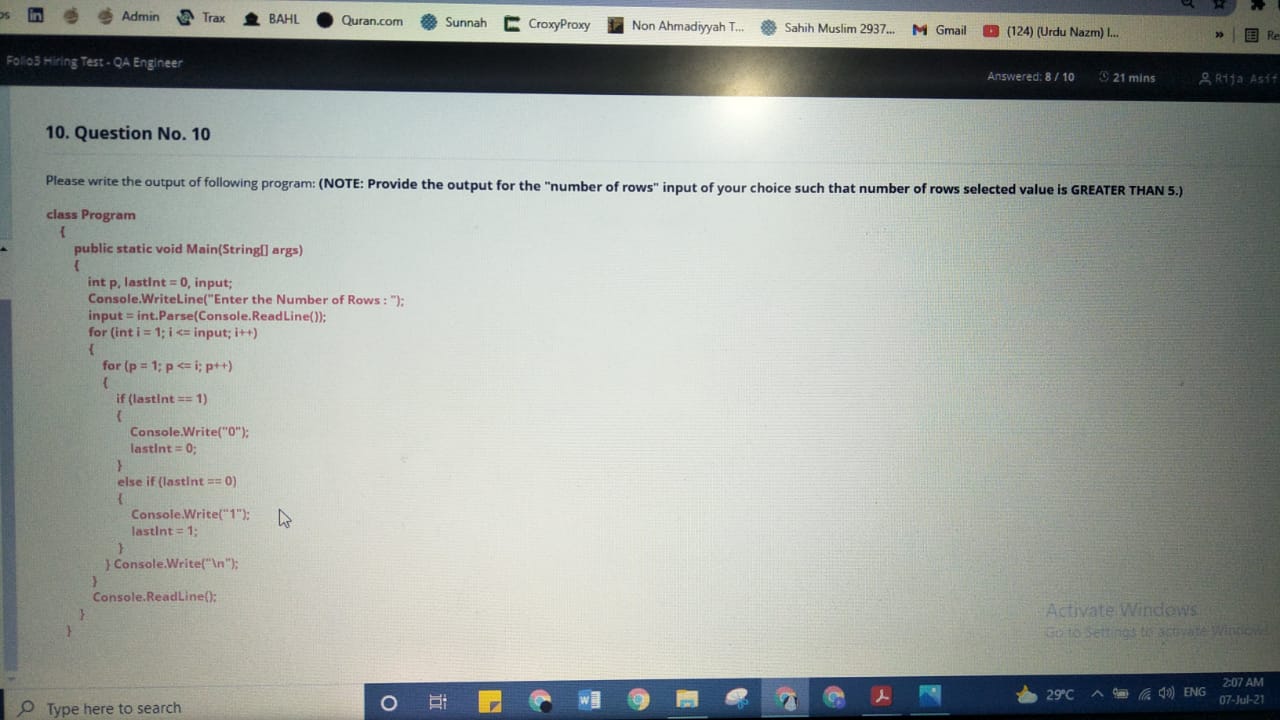 Admin Trax BAHL Quran.com Sunnah CroxyProxy Non Ahmadiyyah T... Sahih Muslim 2937... Gmail (124) (Urdu Nazm) I... »
Folio3 Hiring Test - QA Engineer
Answered: 8 / 10 21 mins Rija Asif
10. Question No. 10
Please write the output of following program: (NOTE: Provide the output for the "number of rows" input of your choice such that number of rows selected value is GREATER THAN 5.)
class Program
{
public static void Main(String[] args)
{
int p, lastInt = 0, input;
Console.WriteLine("Enter the Number of Rows : ");
input = int.Parse(Console.ReadLine());
for (int i = 1; i <= input; i++)
{
for (p = 1; p <= i; p++)
{
if (lastInt == 1)
{
Console.Write("0");
lastInt = 0;
}
else if (lastInt == 0)
{
Console.Write("1");
lastInt = 1;
}
} Console.Write("\n");
}
Console.ReadLine();
}
}
Activate Windows
Go to Settings to activate Windows.
Type here to search
29°C ENG 2:07 AM
07-Jul-21